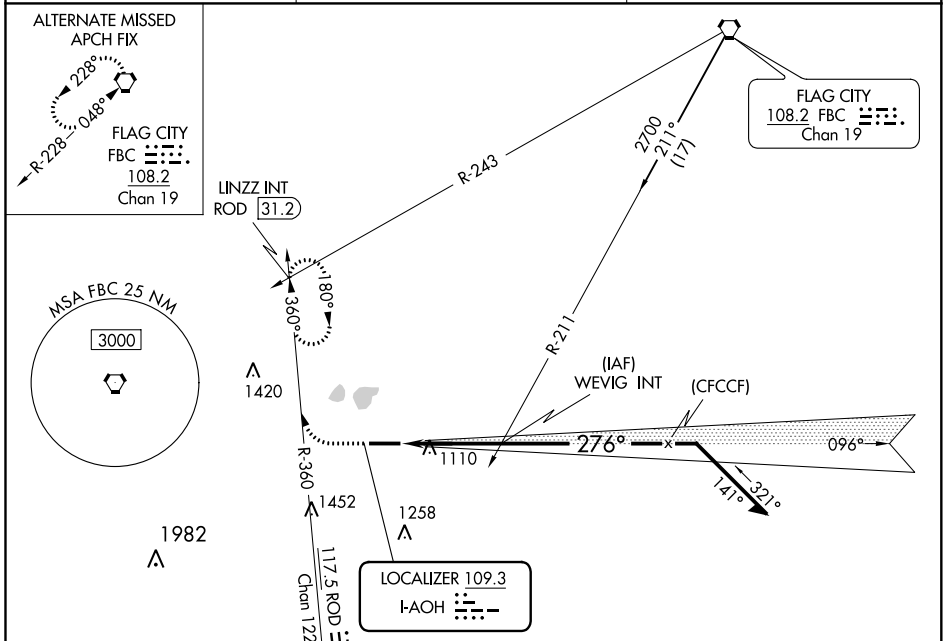 ALTERNATE MISSED
APCH FIX
228°
048°
R-228
FLAG CITY
FBC
108.2
Chan 19
FLAG CITY
108.2 FBC
Chan 19
2700
211°
(17)
R-243
LINZZ INT
ROD 31.2
180°
360°
MSA FBC 25 NM
3000
1420
R-211
(IAF)
WEVIG INT
(CFCCF)
276°
x
096°
1110
141°
321°
R-360
1452
1258
1982
117.5 ROD
Chan 122
LOCALIZER 109.3
I-AOH